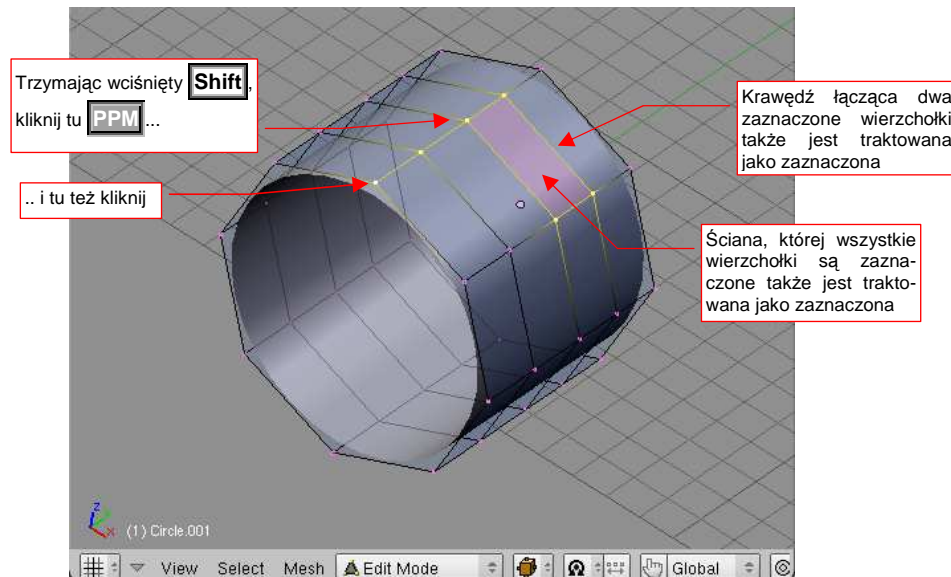 Trzymając wciśnięty Shift,
kliknij tu PPM ...
.. i tu też kliknij
Krawędź łącząca dwa
zaznaczone wierzchołki
także jest traktowana
jako zaznaczona
Ściana, której wszystkie
wierzchołki są zazna-
czone także jest trakto-
wana jako zaznaczona
z
x
(1) Circle.001
View Select Mesh Edit Mode Global